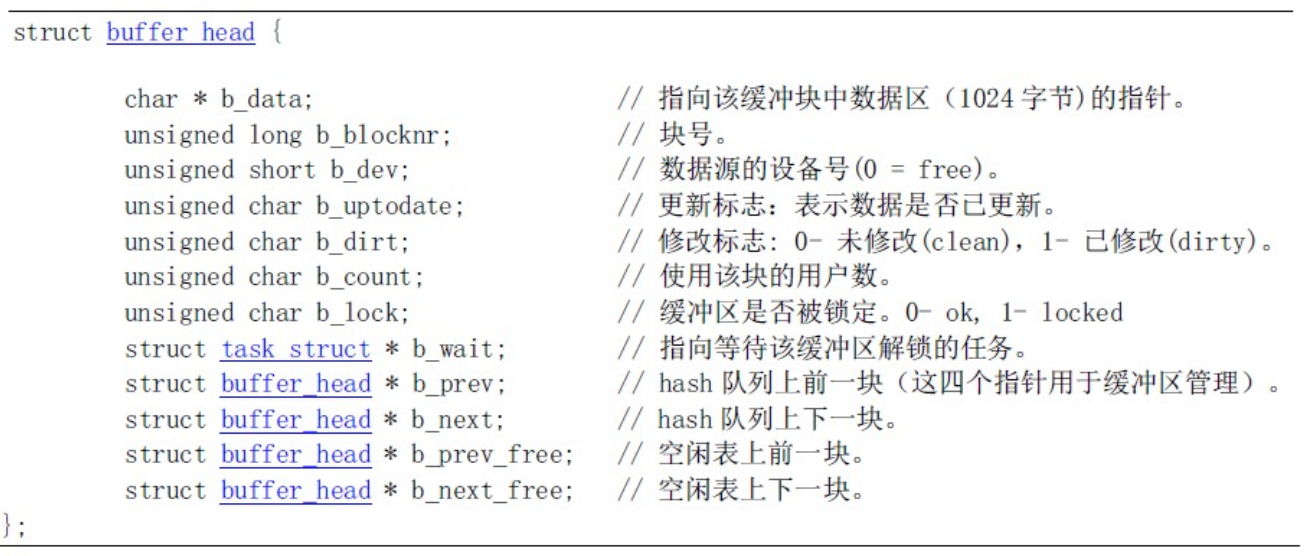 struct buffer_head {
char * b_data; // 指向该缓冲块中数据区（1024 字节)的指针。
unsigned long b_blocknr; // 块号。
unsigned short b_dev; // 数据源的设备号(0 = free)。
unsigned char b_uptodate; // 更新标志：表示数据是否已更新。
unsigned char b_dirt; // 修改标志: 0- 未修改(clean)，1- 已修改(dirty)。
unsigned char b_count; // 使用该块的用户数。
unsigned char b_lock; // 缓冲区是否被锁定。0- ok, 1- locked
struct task_struct * b_wait; // 指向等待该缓冲区解锁的任务。
struct buffer_head * b_prev; // hash 队列上前一块（这四个指针用于缓冲区管理）。
struct buffer_head * b_next; // hash 队列上下一块。
struct buffer_head * b_prev_free; // 空闲表上前一块。
struct buffer_head * b_next_free; // 空闲表上下一块。
};